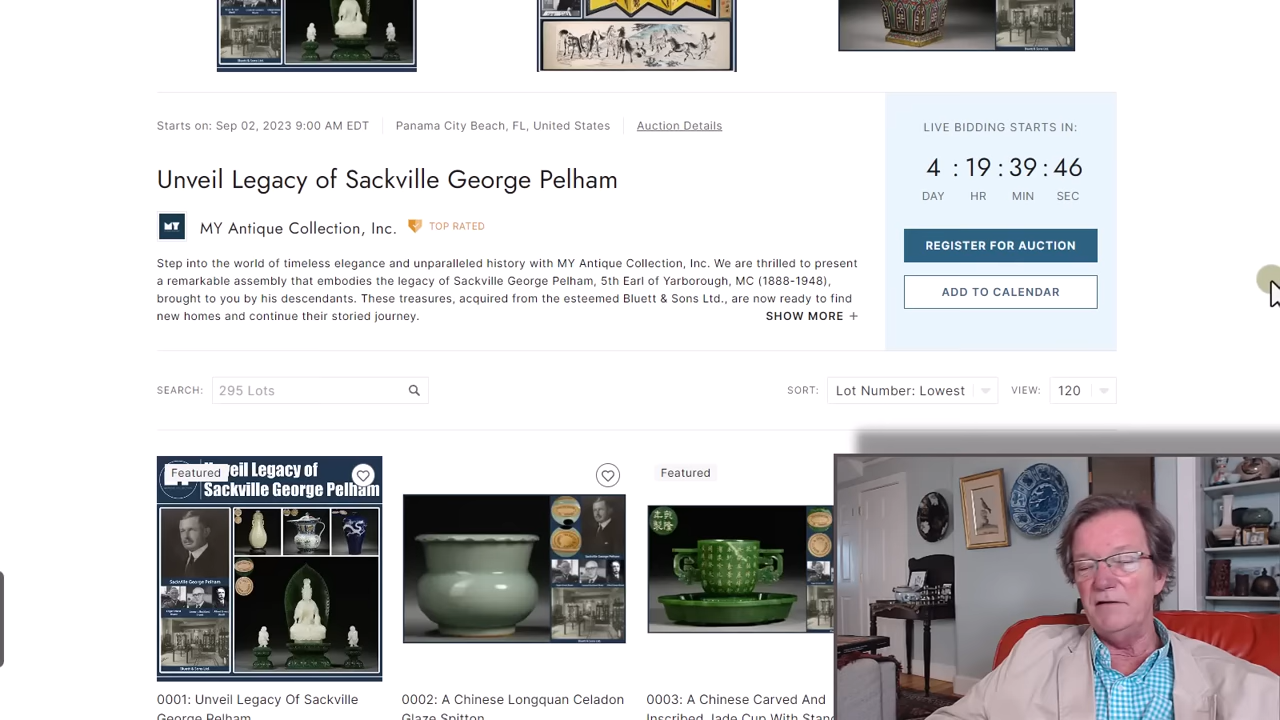 Starts on: Sep 02, 2023 9:00 AM EDT
Panama City Beach, FL, United States
Auction Details
Unveil Legacy of Sackville George Pelham
MY
MY Antique Collection, Inc.
TOP RATED
Step into the world of timeless elegance and unparalleled history with MY Antique Collection, Inc. We are thrilled to present
a remarkable assembly that embodies the legacy of Sackville George Pelham, 5th Earl of Yarborough, MC (1888-1948),
brought to you by his descendants. These treasures, acquired from the esteemed Bluett & Sons Ltd., are now ready to find
new homes and continue their storied journey.
SHOW MORE +
LIVE BIDDING STARTS IN:
4 : 19 : 39 : 46
DAY HR MIN SEC
REGISTER FOR AUCTION
ADD TO CALENDAR
SEARCH: 295 Lots
SORT: Lot Number: Lowest
VIEW: 120
Featured
Legacy of
Sackville George Pelham
Sackville George Pelham
Featured
0001: Unveil Legacy Of Sackville
George Pelham
0002: A Chinese Longquan Celadon
Glaze Spittoon
0003: A Chinese Carved And
Inscribed Jade Cup With Stand